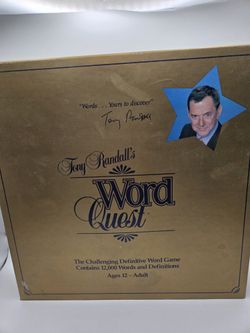 "Words . . . Yours to discover"
Tony Randall
Tony Randall's
Word
Quest
The Challenging Definitive Word Game
Contains 12,000 Words and Definitions
Ages 12 – Adult